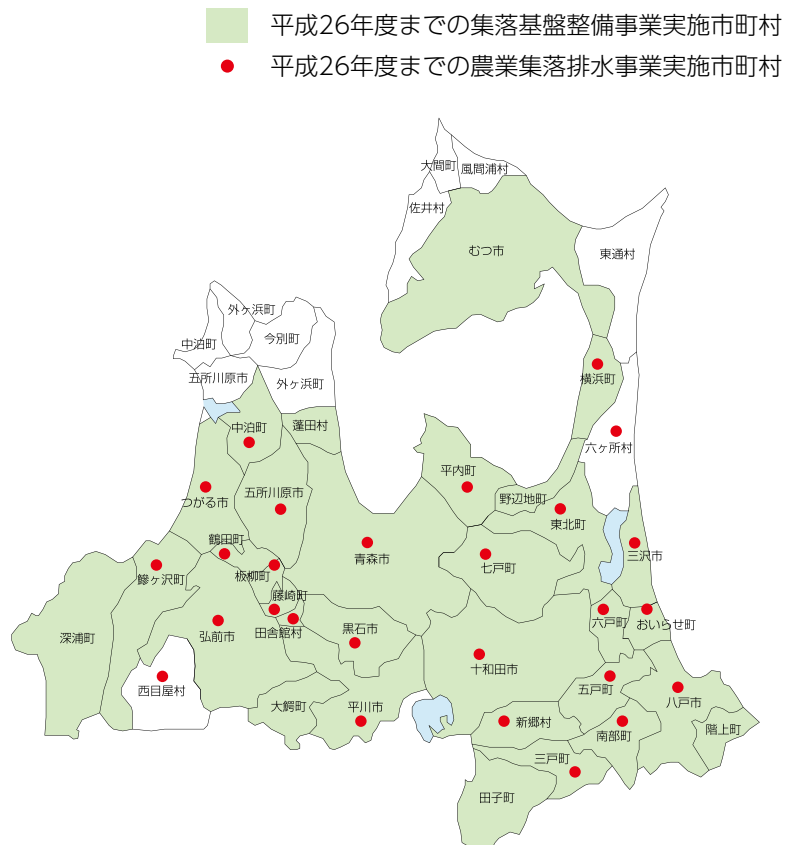 平成26年度までの集落基盤整備事業実施市町村
平成26年度までの農業集落排水事業実施市町村
大間町
風間浦村
佐井村
むつ市
東通村
外ヶ浜町
今別町
中泊町
五所川原市
外ヶ浜町
横浜町
中泊町
蓬田村
六ヶ所村
平内町
つがる市
五所川原市
野辺地町
東北町
鶴田町
青森市
七戸町
三沢市
鰺ヶ沢町
板柳町
藤崎町
深浦町
弘前市
田舎館村
黒石市
六戸町
おいらせ町
十和田市
西目屋村
五戸町
八戸市
大鰐町
平川市
新郷村
南部町
階上町
三戸町
田子町